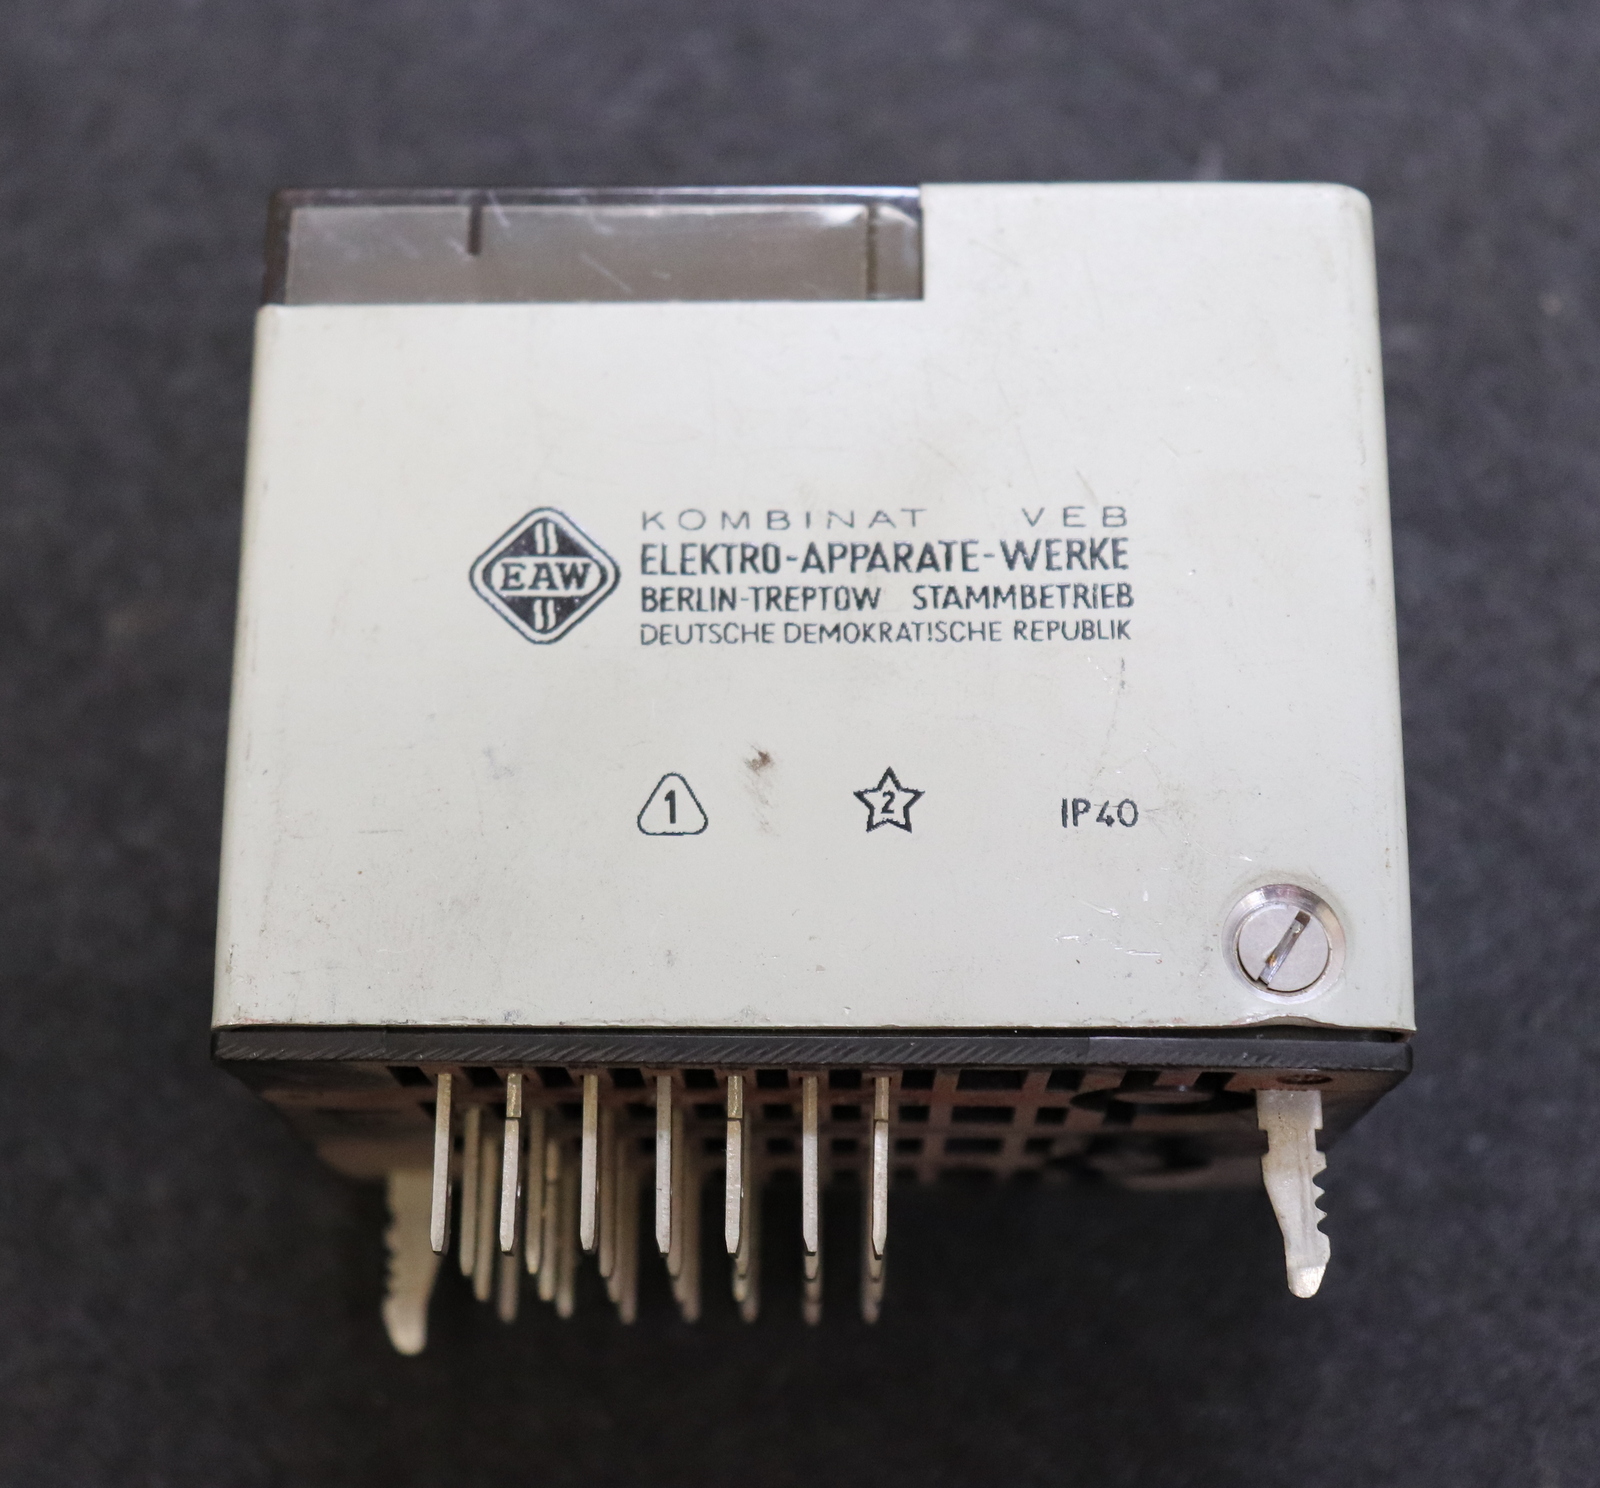 EAW
KOMBINAT VEB
ELEKTRO-APPARATE-WERKE
BERLIN-TREPTOW STAMMBETRIEB
DEUTSCHE DEMOKRATISCHE REPUBLIK
1 2 IP40